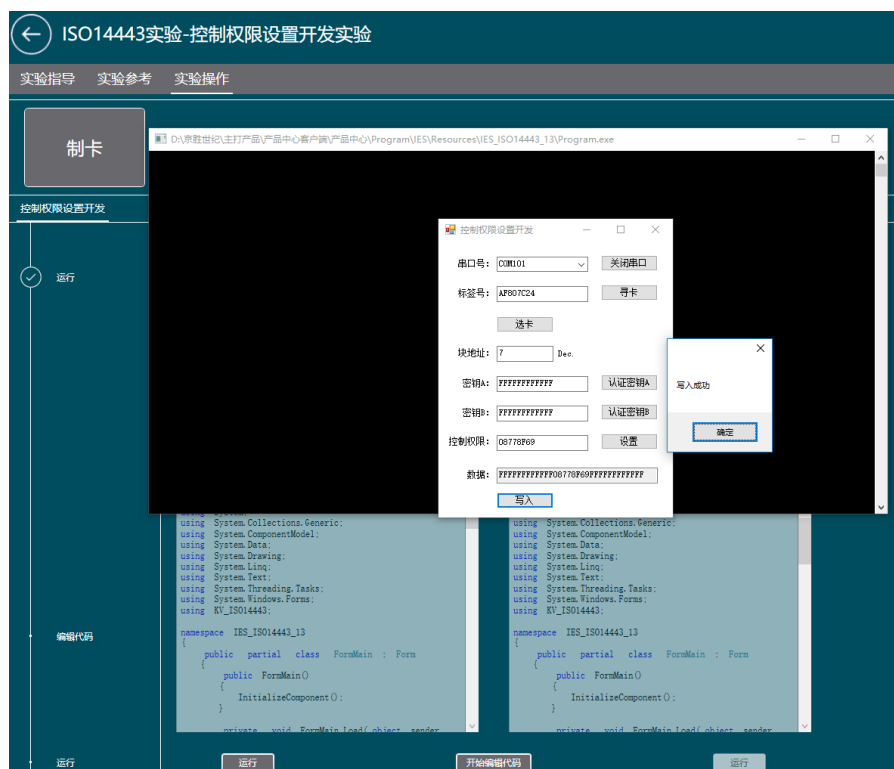 ISO14443实验-控制权限设置开发实验
实验指导 实验参考 实验操作
制卡
D:\京胜世纪\主打产品\产品中心客户端\产品中心\Program\IES\Resources\IES_ISO14443_13\Program.exe
控制权限设置开发
运行
控制权限设置开发
串口号: COM101 关闭串口
标签号: AF807C24 寻卡
选卡
块地址: 7 Dec.
密钥A: FFFFFFFFFFFF 认证密钥A
密钥B: FFFFFFFFFFFF 认证密钥B
控制权限: 08778F69 设置
数据: FFFFFFFFFFFF08778F69FFFFFFFFFFFF
写入
写入成功
确定
using System.Collections.Generic;
using System.ComponentModel;
using System.Data;
using System.Drawing;
using System.Linq;
using System.Text;
using System.Threading.Tasks;
using System.Windows.Forms;
using KV_ISO14443;
namespace IES_ISO14443_13
{
public partial class FormMain : Form
{
public FormMain()
{
InitializeComponent();
}
private void FormMain_Load(object sender
using System.Collections.Generic;
using System.ComponentModel;
using System.Data;
using System.Drawing;
using System.Linq;
using System.Text;
using System.Threading.Tasks;
using System.Windows.Forms;
using KV_ISO14443;
namespace IES_ISO14443_13
{
public partial class FormMain : Form
{
public FormMain()
{
InitializeComponent();
}
private void FormMain_Load(object sender
编辑代码
运行 运行 开始编辑代码 运行